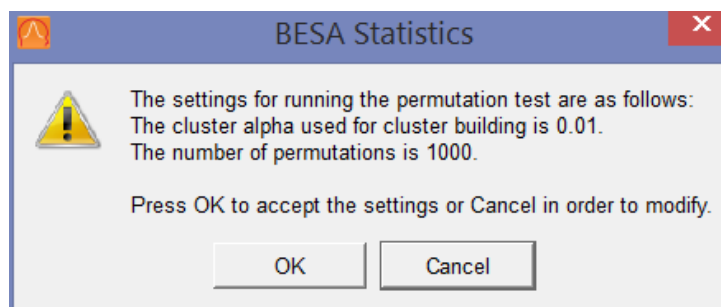 BESA Statistics
The settings for running the permutation test are as follows:
The cluster alpha used for cluster building is 0.01.
The number of permutations is 1000.
Press OK to accept the settings or Cancel in order to modify.
OK Cancel